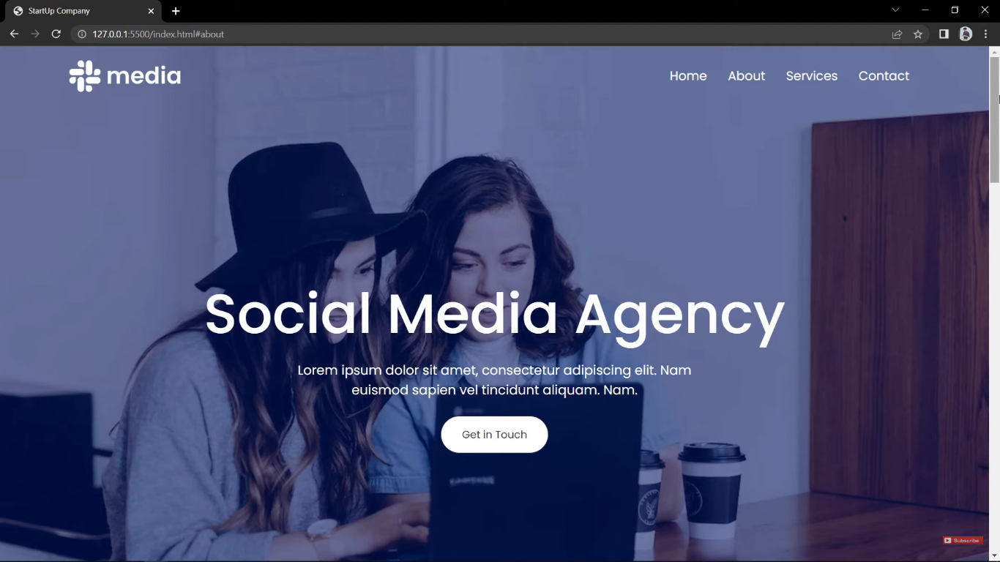 StartUp Company
127.0.0.1:5500/index.html#about
media
Home About Services Contact
Social Media Agency
Lorem ipsum dolor sit amet, consectetur adipiscing elit. Nam
euismod sapien vel tincidunt aliquam. Nam.
Get in Touch
Subscribe